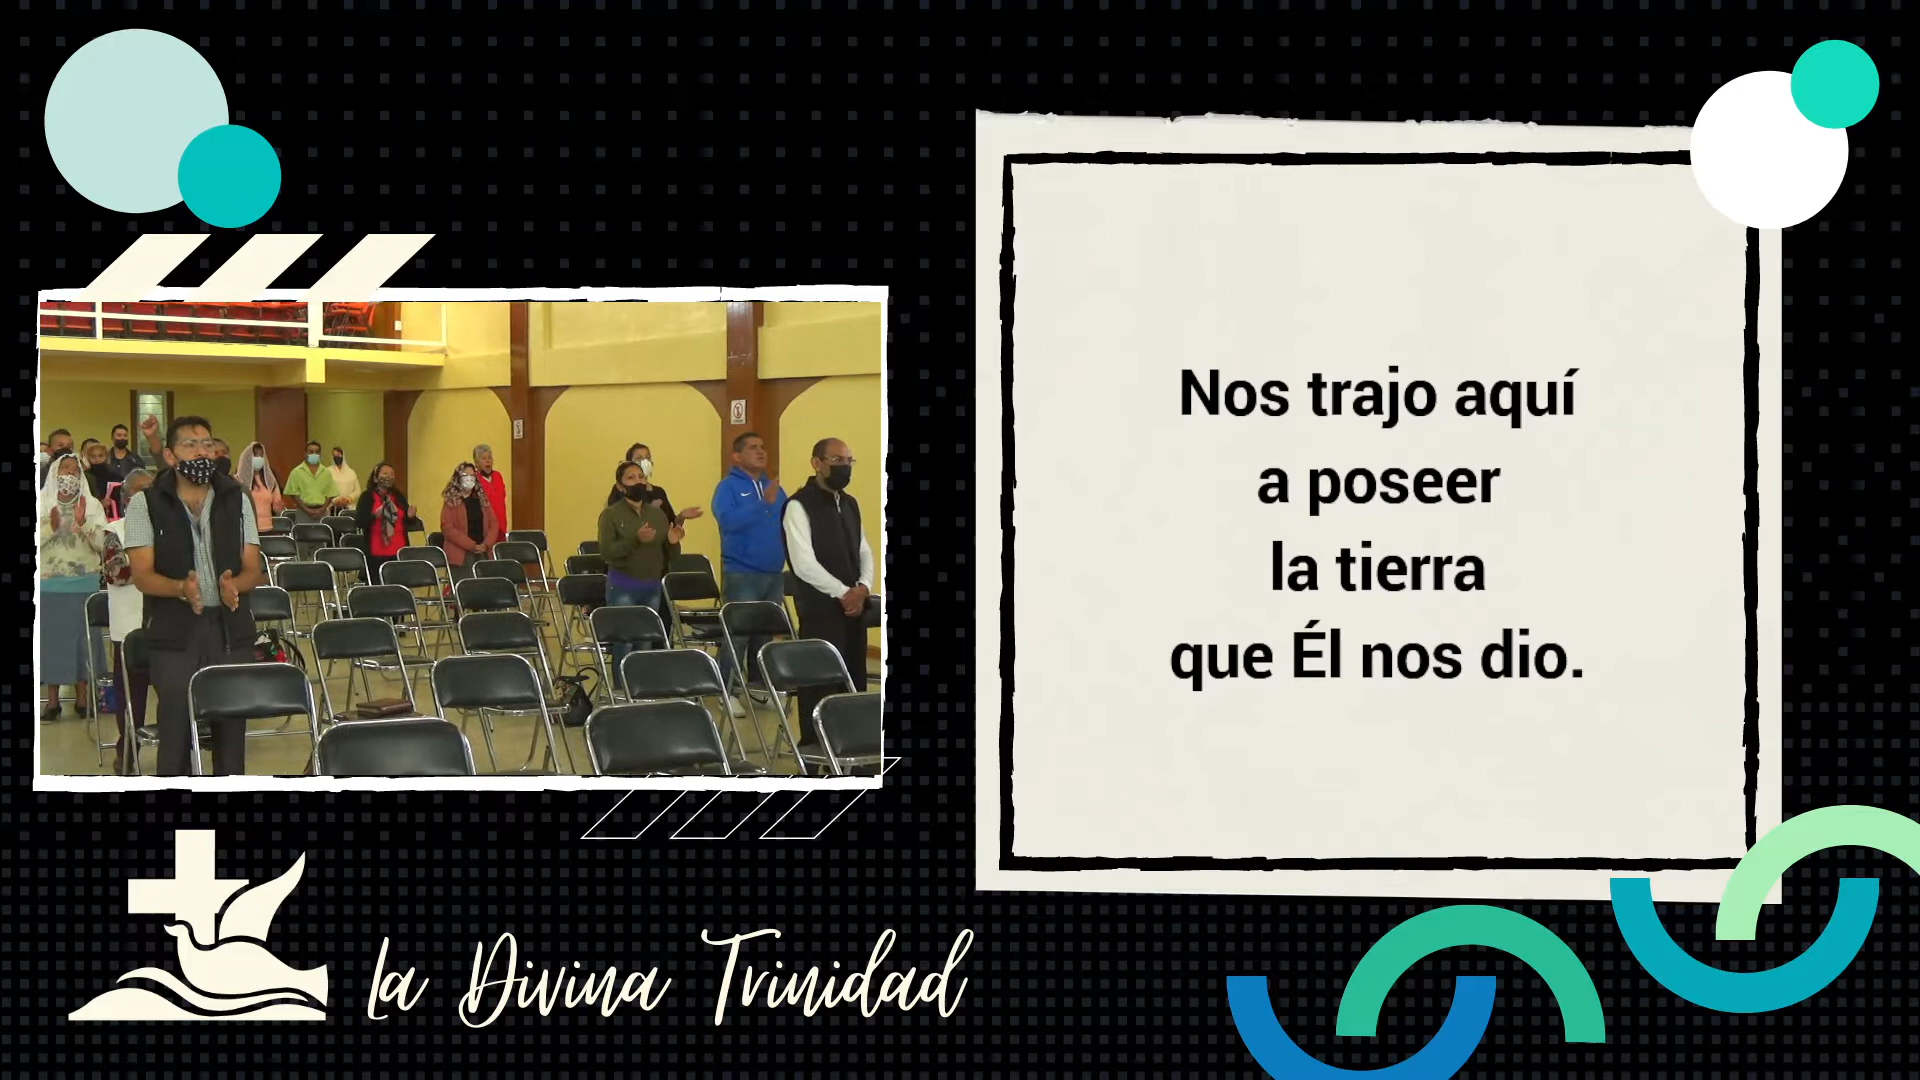 Nos trajo aquí
a poseer
la tierra
que Él nos dio.
la Divina Trinidad